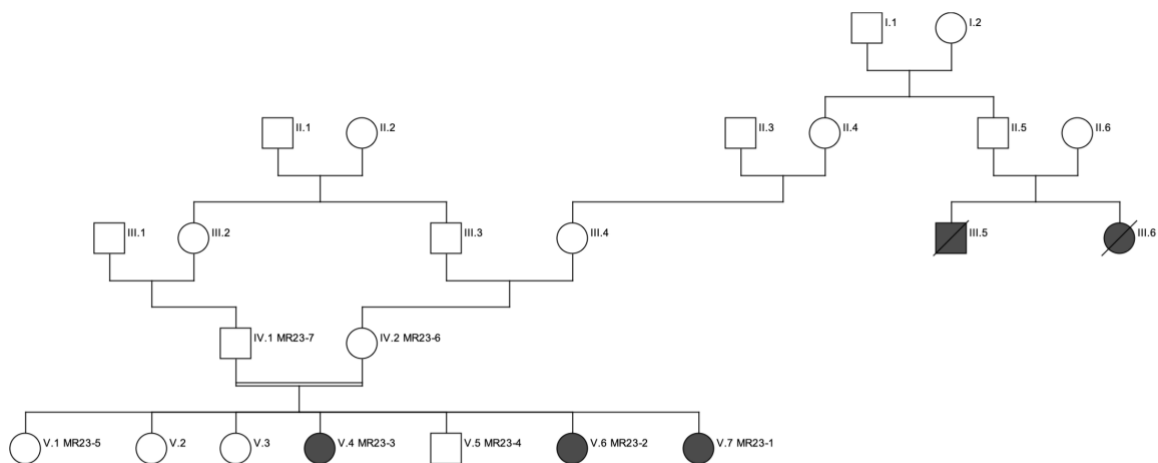 I.1
I.2
II.1
II.2
II.3
II.4
II.5
II.6
III.1
III.2
III.3
III.4
III.5
III.6
IV.1 MR23-7
IV.2 MR23-6
V.1 MR23-5
V.2
V.3
V.4 MR23-3
V.5 MR23-4
V.6 MR23-2
V.7 MR23-1